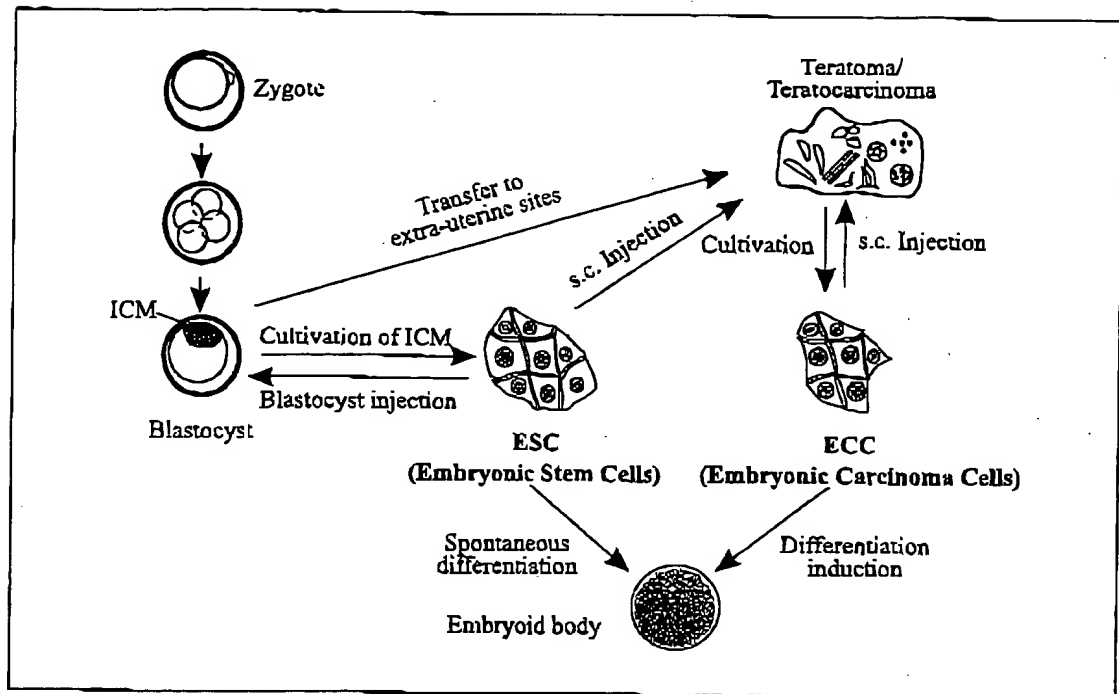 Zygote
Teratoma/
Teratocarcinoma
Transfer to
extra-uterine sites
s.c. Injection
Cultivation
s.c. Injection
ICM
Cultivation of ICM
Blastocyst injection
Blastocyst
ESC
(Embryonic Stem Cells)
ECC
(Embryonic Carcinoma Cells)
Spontaneous
differentiation
Differentiation
induction
Embryoid body